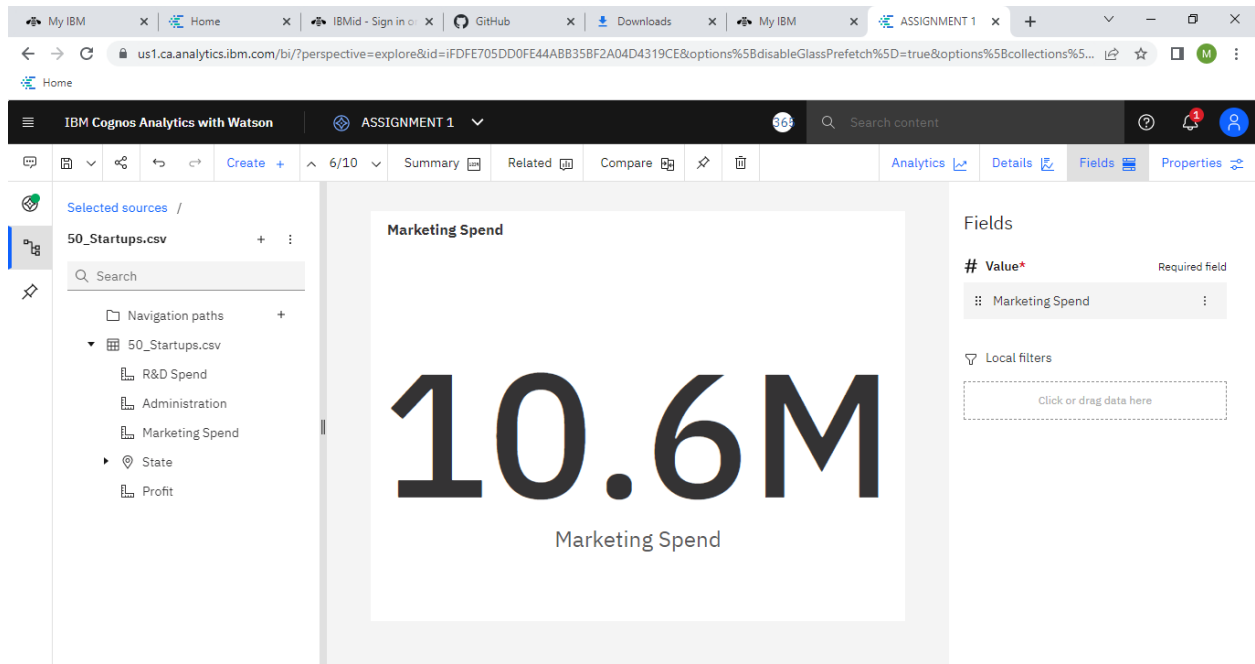 My IBM
Home
IBMid - Sign in o
GitHub
Downloads
My IBM
ASSIGNMENT 1
us1.ca.analytics.ibm.com/bi/?perspective=explore&id=iFDFE705DD0FE44ABB35BF2A04D4319CE&options%5BdisableGlassPrefetch%5D=true&options%5Bcollections%5...
M
Home
IBM Cognos Analytics with Watson
ASSIGNMENT 1
365
Search content
1
Create +
6/10
Summary
Related
Compare
Analytics
Details
Fields
Properties
Selected sources /
50_Startups.csv
Search
Navigation paths
50_Startups.csv
R&D Spend
Administration
Marketing Spend
State
Profit
Marketing Spend
10.6M
Marketing Spend
Fields
# Value*
Required field
Marketing Spend
Local filters
Click or drag data here